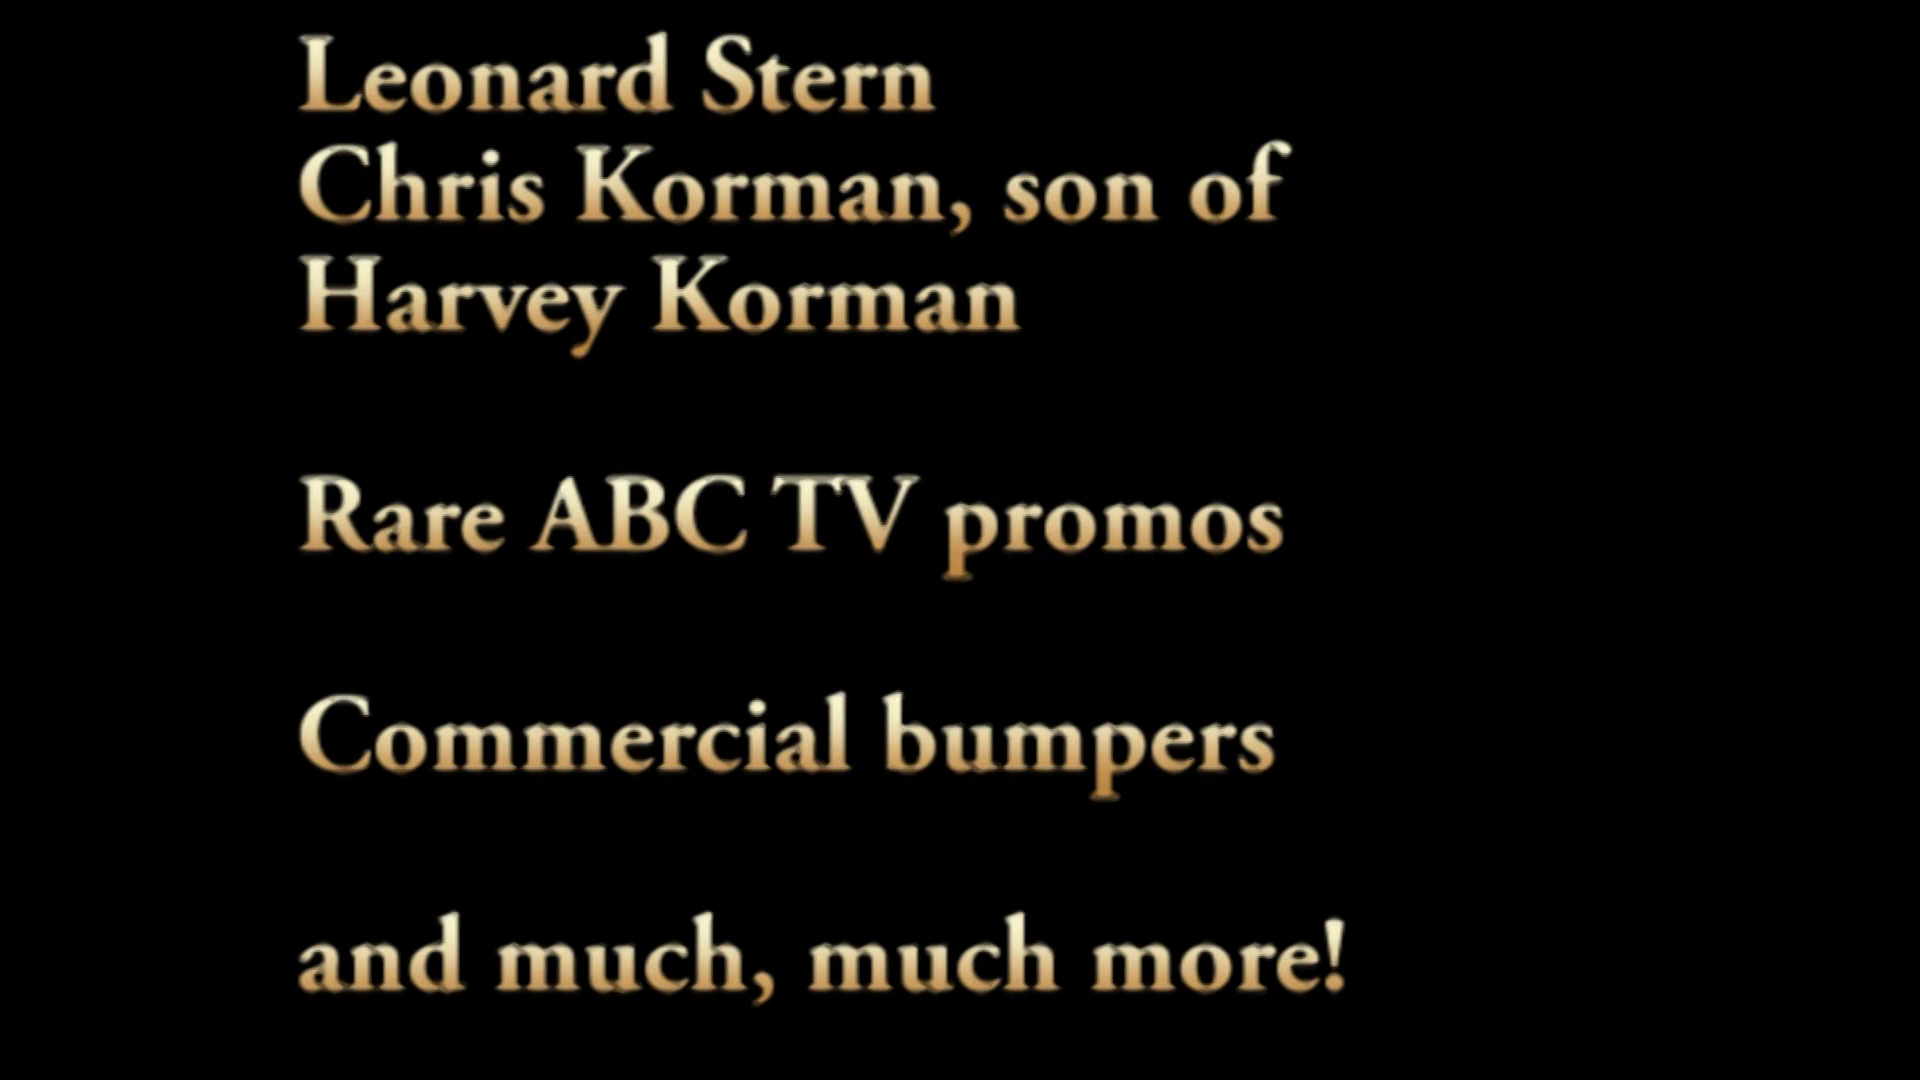 Leonard Stern
Chris Korman, son of
Harvey Korman
Rare ABC TV promos
Commercial bumpers
and much, much more!